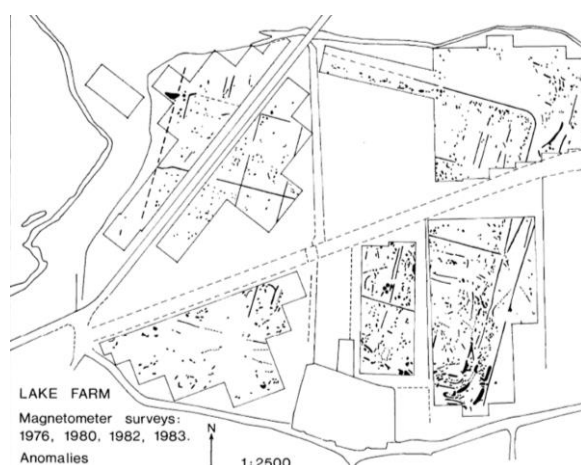 LAKE FARM
Magnetometer surveys:
1976, 1980, 1982, 1983.
Anomalies
N
1:2500